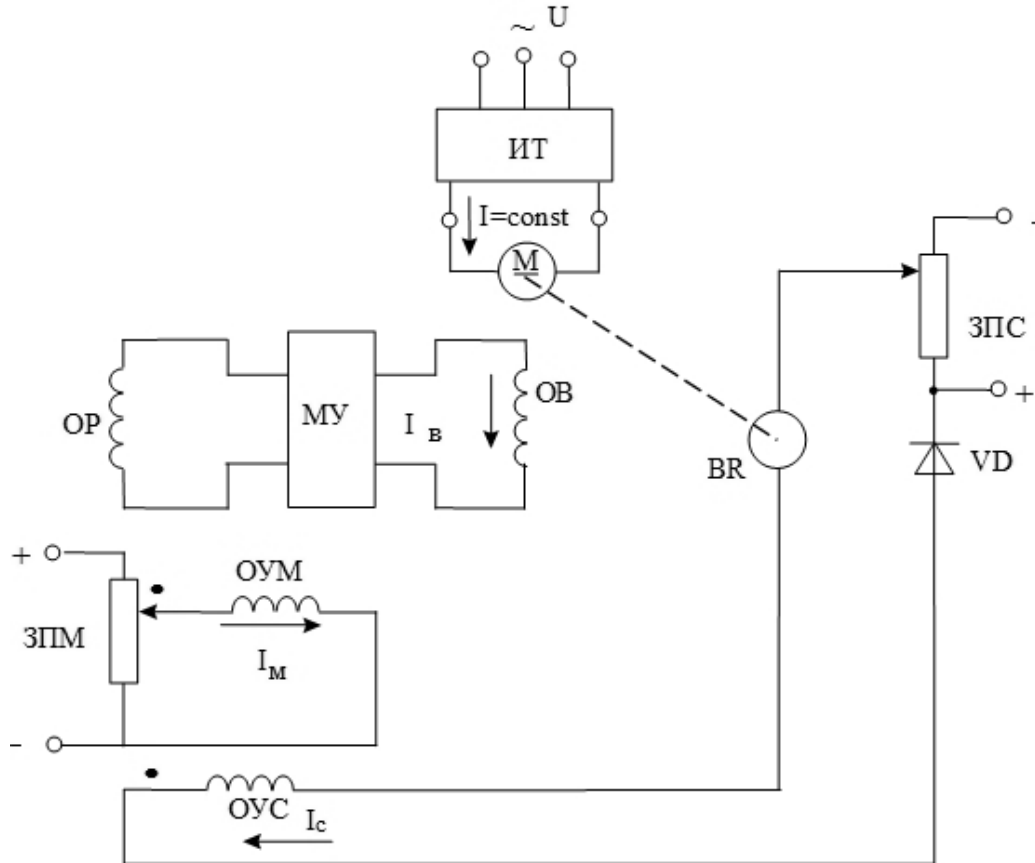 ~ U
ИТ
I=const
M
-
ЗПС
+
ОР
МУ
I в
ОВ
BR
VD
+
ОУМ
ЗПМ
I м
-
ОУС
I с